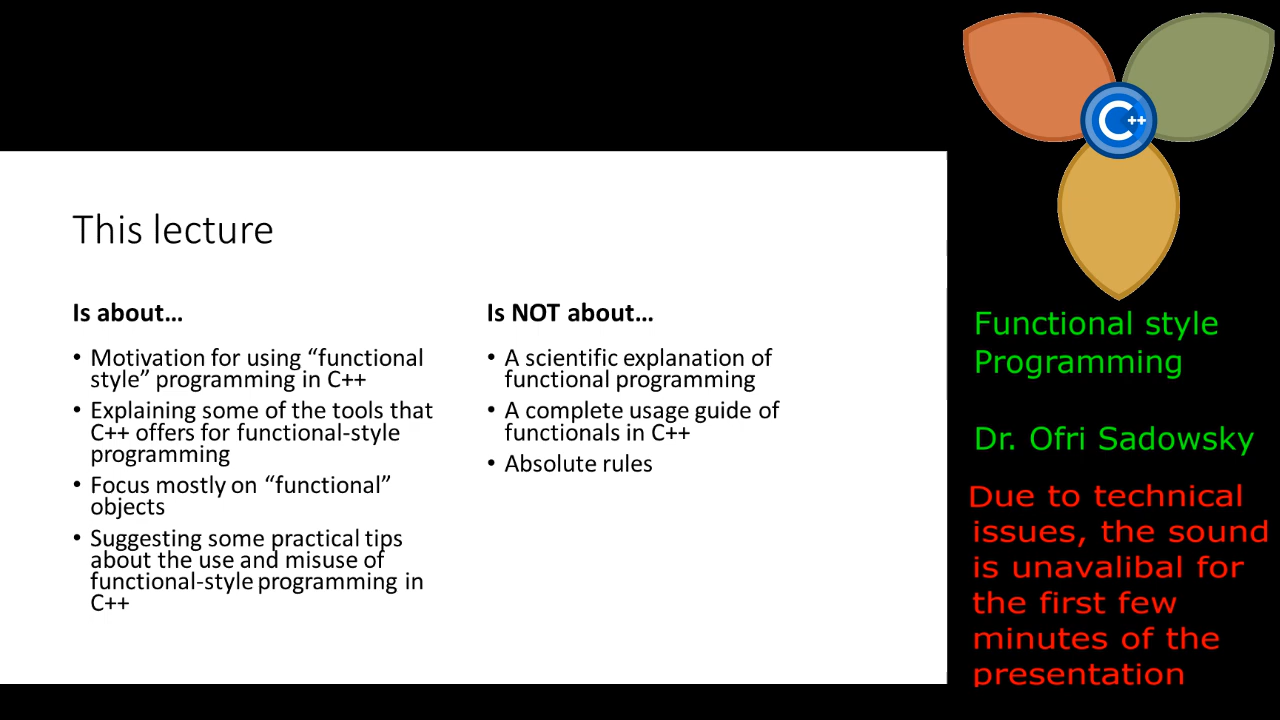 This lecture
Is about…
• Motivation for using “functional
style” programming in C++
• Explaining some of the tools that
C++ offers for functional-style
programming
• Focus mostly on “functional”
objects
• Suggesting some practical tips
about the use and misuse of
functional-style programming in
C++
Is NOT about…
• A scientific explanation of
functional programming
• A complete usage guide of
functionals in C++
• Absolute rules
C++
Functional style
Programming
Dr. Ofri Sadowsky
Due to technical
issues, the sound
is unavalibal for
the first few
minutes of the
presentation